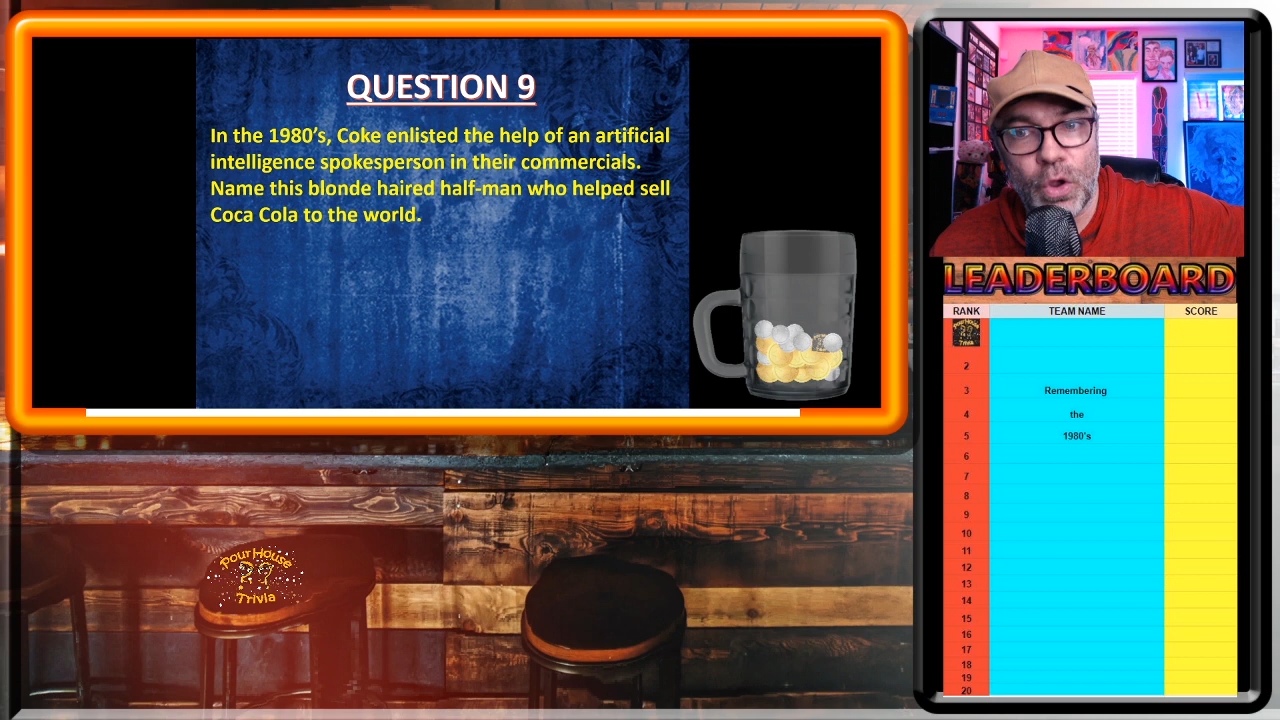 QUESTION 9
In the 1980’s, Coke enlisted the help of an artificial
intelligence spokesperson in their commercials.
Name this blonde haired half-man who helped sell
Coca Cola to the world.
LEADERBOARD
RANK TEAM NAME SCORE
PourHouse
Trivia
2
3 Remembering
4 the
5 1980's
6
7
8
9
10
11
12
13
14
15
16
17
18
19
20
PourHouse
Trivia